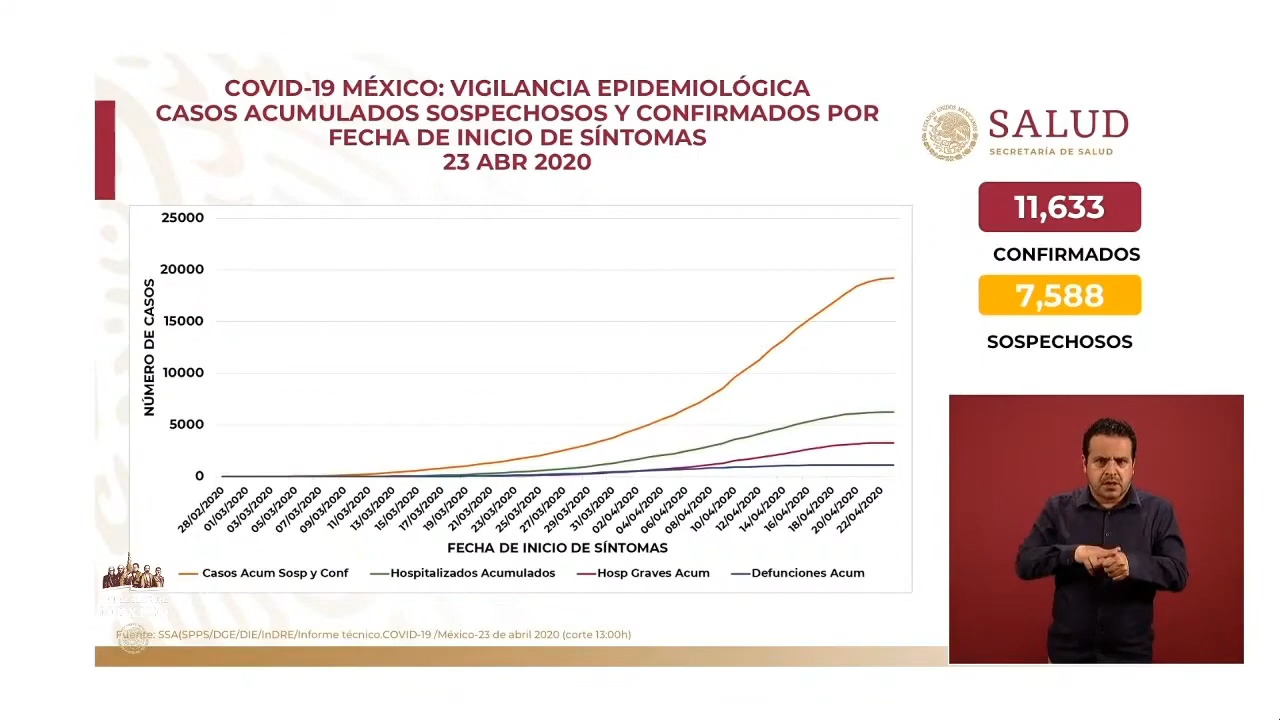 COVID-19 MÉXICO: VIGILANCIA EPIDEMIOLÓGICA
CASOS ACUMULADOS SOSPECHOSOS Y CONFIRMADOS POR
FECHA DE INICIO DE SÍNTOMAS
23 ABR 2020
ESTADOS UNIDOS MEXICANOS
SALUD
SECRETARÍA DE SALUD
11,633
CONFIRMADOS
7,588
SOSPECHOSOS
NÚMERO DE CASOS
25000
20000
15000
10000
5000
0
28/02/2020
01/03/2020
03/03/2020
05/03/2020
07/03/2020
09/03/2020
11/03/2020
13/03/2020
15/03/2020
17/03/2020
19/03/2020
21/03/2020
23/03/2020
25/03/2020
27/03/2020
29/03/2020
31/03/2020
02/04/2020
04/04/2020
06/04/2020
08/04/2020
10/04/2020
12/04/2020
14/04/2020
16/04/2020
18/04/2020
20/04/2020
22/04/2020
FECHA DE INICIO DE SÍNTOMAS
Casos Acum Sosp y Conf
Hospitalizados Acumulados
Hosp Graves Acum
Defunciones Acum
Fuente: SSA(SPPS/DGE/DIE/InDRE/Informe técnico.COVID-19 /México-23 de abril 2020 (corte 13:00h)